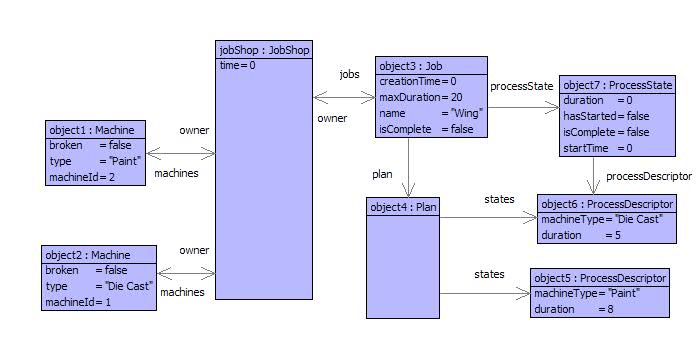 jobShop : JobShop
time= 0
object3 : Job
creationTime= 0
maxDuration= 20
name = "Wing"
isComplete = false
object7 : ProcessState
duration = 0
hasStarted= false
isComplete = false
startTime = 0
object1 : Machine
broken = false
type = "Paint"
machineId= 2
object2 : Machine
broken = false
type = "Die Cast"
machineId= 1
object4 : Plan
object6 : ProcessDescriptor
machineType= "Die Cast"
duration = 5
object5 : ProcessDescriptor
machineType= "Paint"
duration = 8
jobs
owner
processState
owner
machines
plan
processDescriptor
states
owner
machines
states